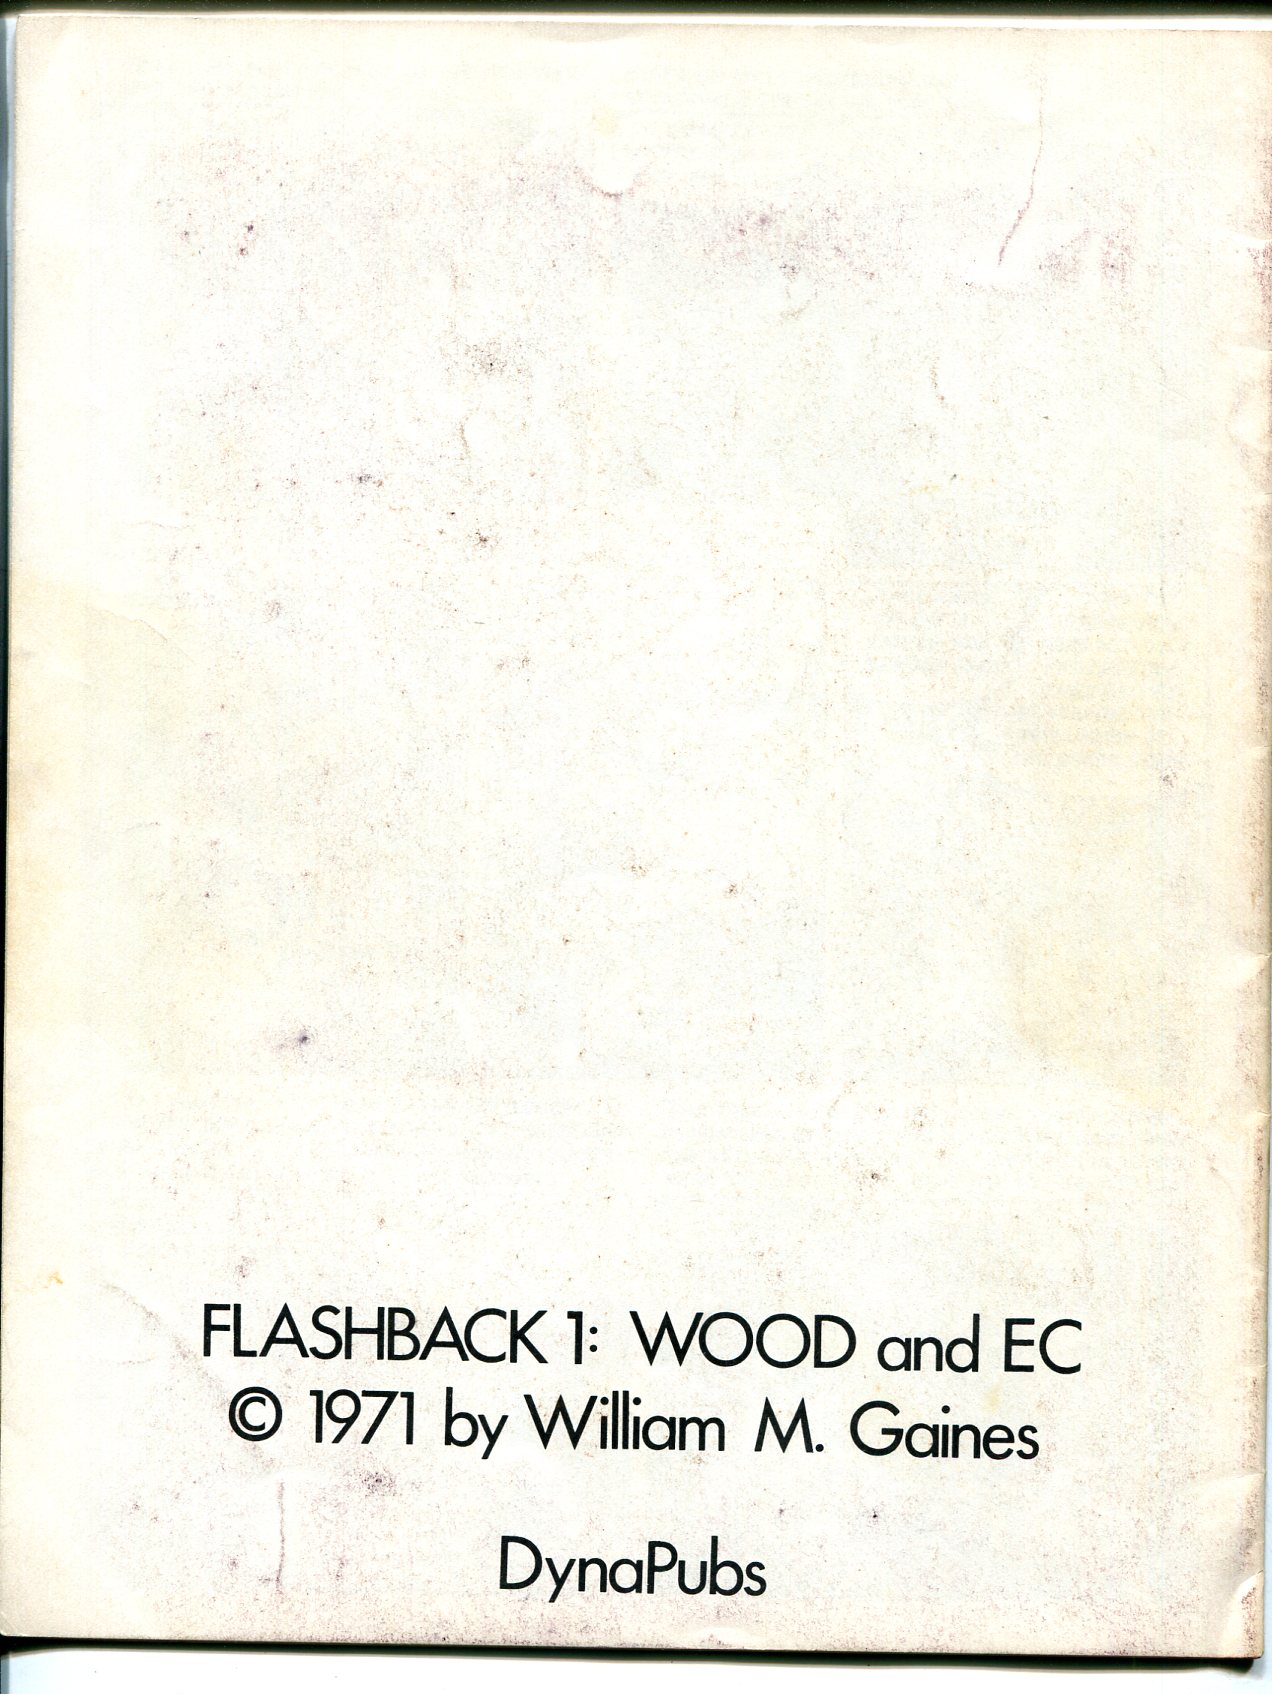 FLASHBACK 1: WOOD and EC
© 1971 by William M. Gaines
DynaPubs